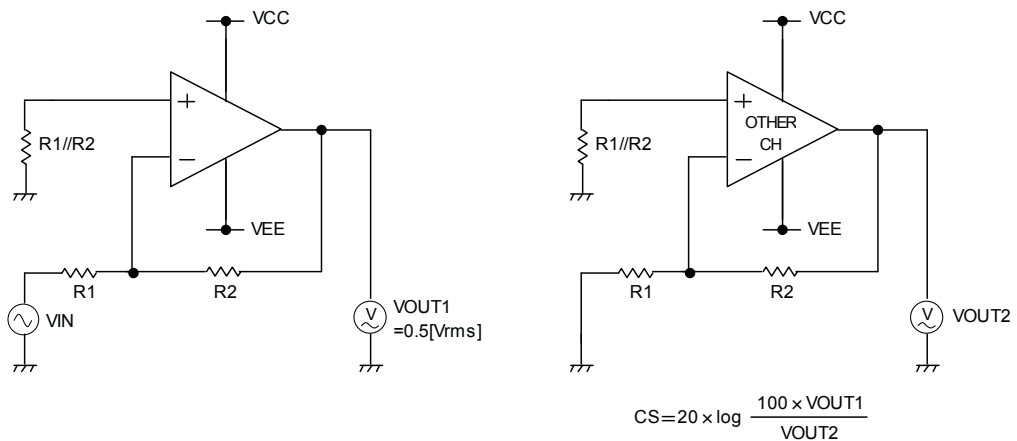 VCC
+
R1//R2
−
VEE
R1
R2
VIN
V
VOUT1
=0.5[Vrms]
VCC
+
OTHER
CH
R1//R2
−
VEE
R1
R2
V
VOUT2
CS=20×log 100×VOUT1
VOUT2